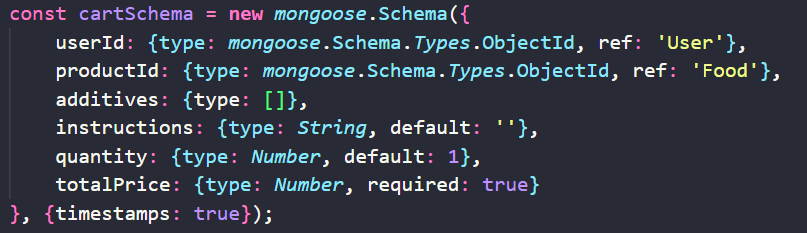 const cartSchema = new mongoose.Schema({
    userId: {type: mongoose.Schema.Types.ObjectId, ref: 'User'},
    productId: {type: mongoose.Schema.Types.ObjectId, ref: 'Food'},
    additives: {type: []},
    instructions: {type: String, default: ''},
    quantity: {type: Number, default: 1},
    totalPrice: {type: Number, required: true}
}, {timestamps: true});